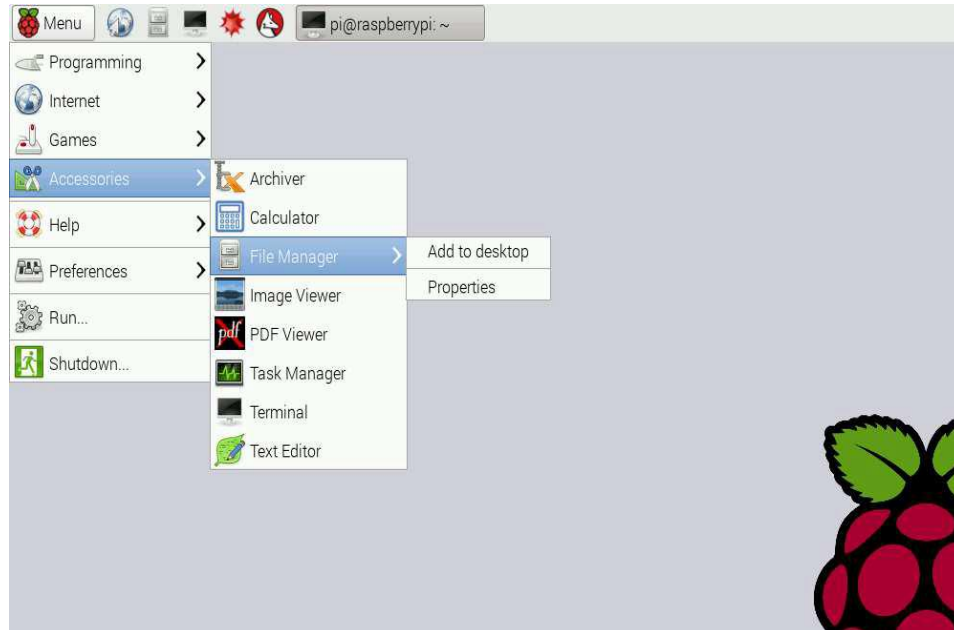 Menu
pi@raspberrypi: ~
Programming
Internet
Games
Accessories
Help
Preferences
Run...
Shutdown...
Archiver
Calculator
File Manager
Image Viewer
PDF Viewer
Task Manager
Terminal
Text Editor
Add to desktop
Properties
pdf